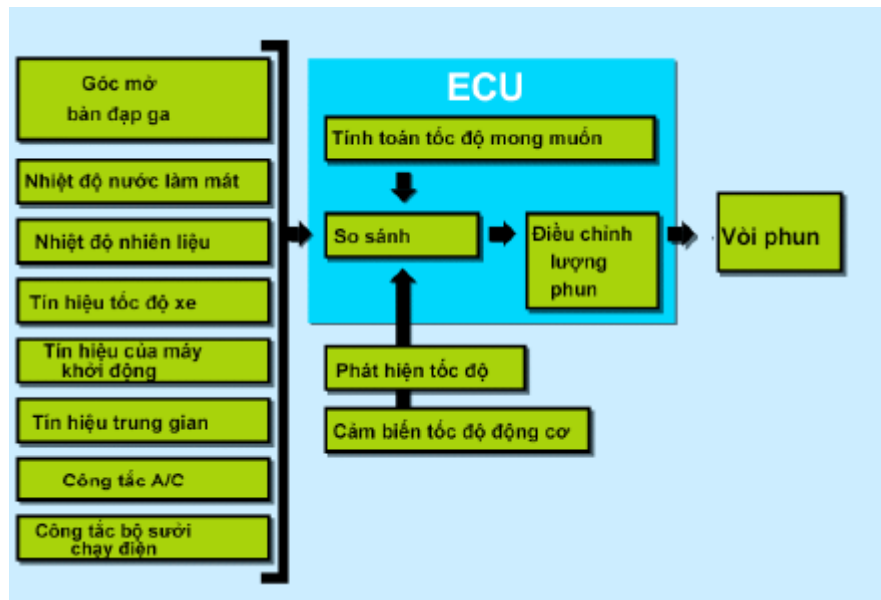 Góc mở
bàn đạp ga
Nhiệt độ nước làm mát
Nhiệt độ nhiên liệu
Tín hiệu tốc độ xe
Tín hiệu của máy
khởi động
Tín hiệu trung gian
Công tắc A/C
Công tắc bộ sưởi
chạy điện
ECU
Tính toán tốc độ mong muốn
So sánh
Điều chỉnh
lượng
phun
Phát hiện tốc độ
Cảm biến tốc độ động cơ
Vòi phun